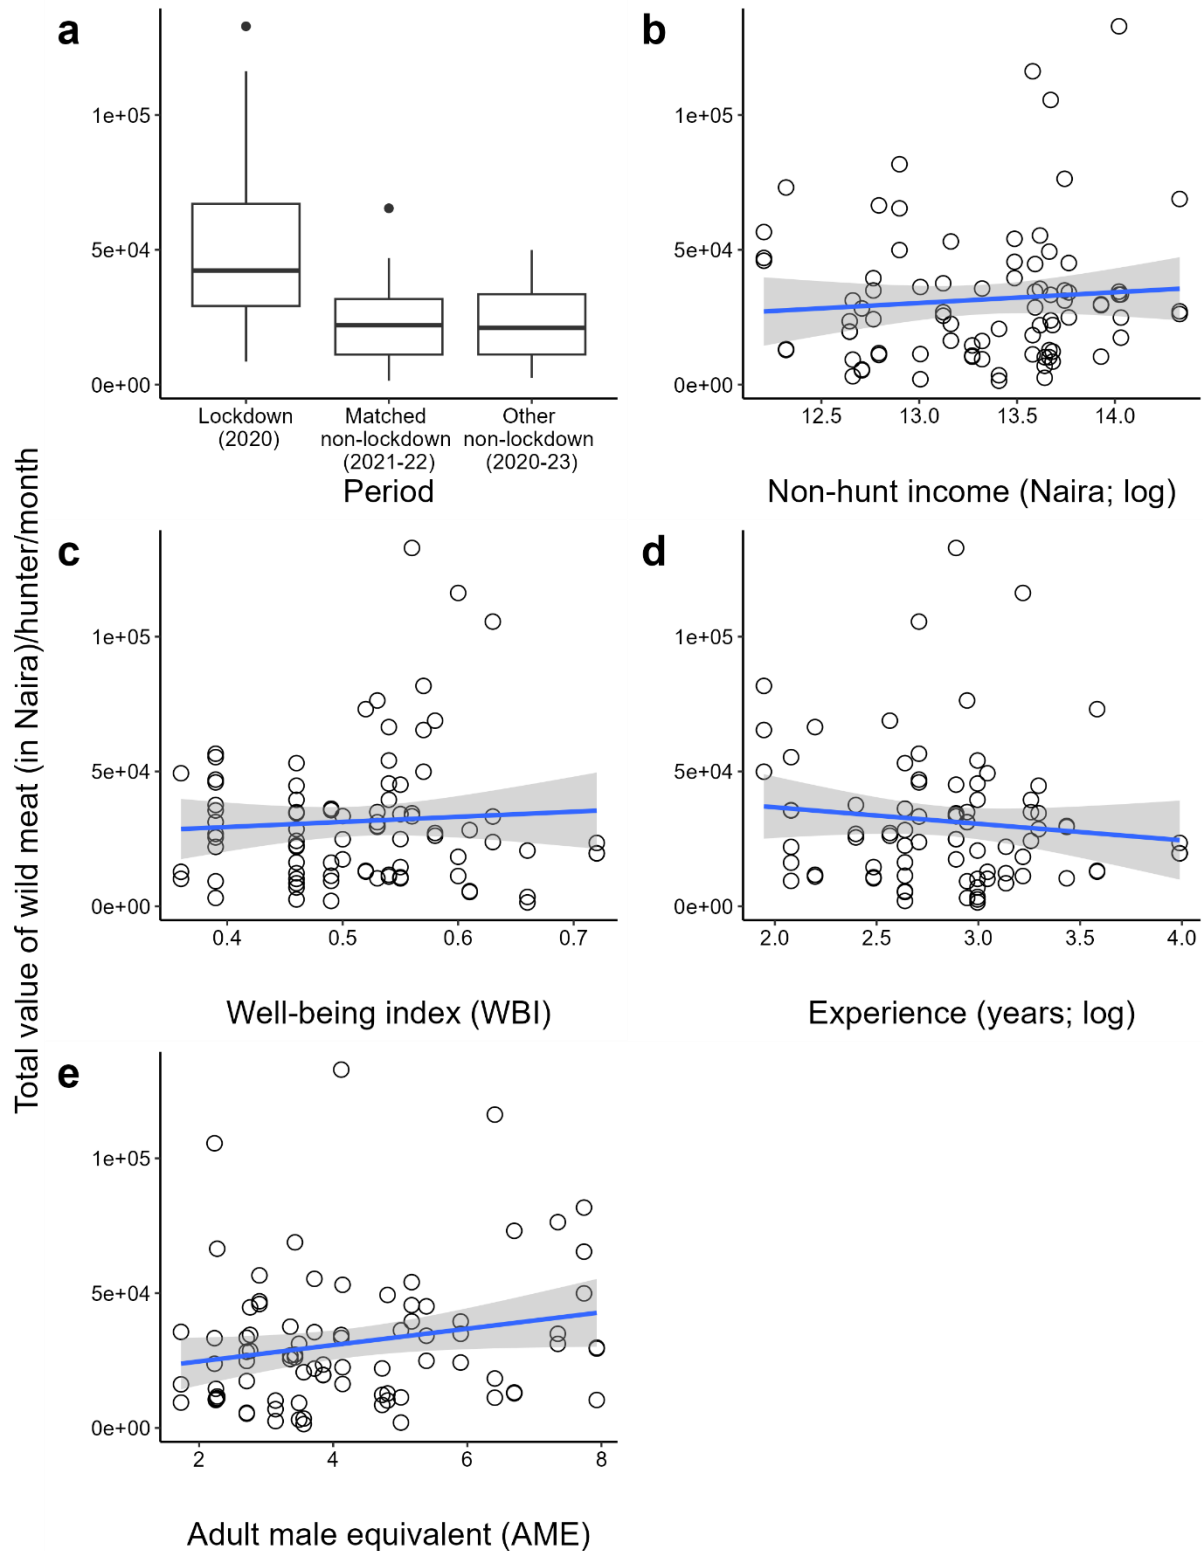 a
1e+05
5e+04
0e+00
Lockdown
(2020)
Matched
non-lockdown
(2021-22)
Other
non-lockdown
(2020-23)
Period
b
1e+05
5e+04
0e+00
12.5 13.0 13.5 14.0
Non-hunt income (Naira; log)
Total value of wild meat (in Naira)/hunter/month
c
1e+05
5e+04
0e+00
0.4 0.5 0.6 0.7
Well-being index (WBI)
d
1e+05
5e+04
0e+00
2.0 2.5 3.0 3.5 4.0
Experience (years; log)
e
1e+05
5e+04
0e+00
2 4 6 8
Adult male equivalent (AME)